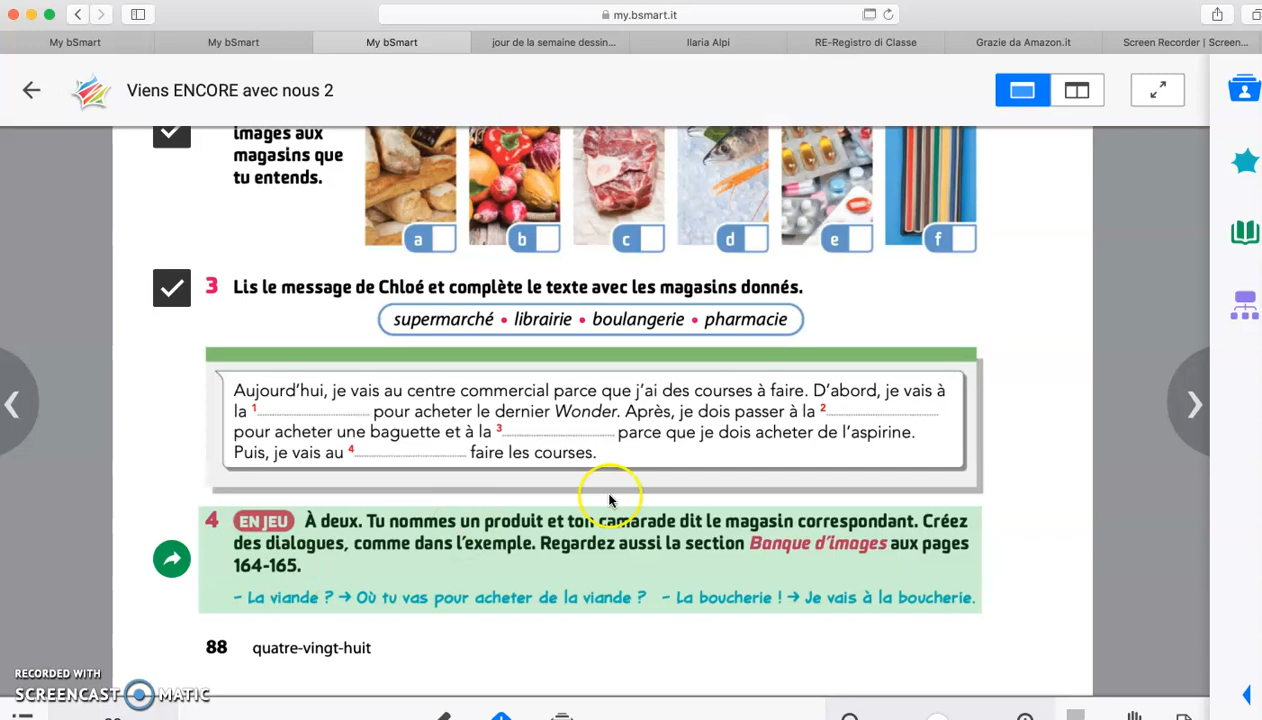 my.bsmart.it
My bSmart
My bSmart
My bSmart
jour de la semaine dessin...
Ilaria Alpi
RE-Registro di Classe
Grazie da Amazon.it
Screen Recorder | Screen...
Viens ENCORE avec nous 2
images aux
magasins que
tu entends.
a
b
c
d
e
f
3 Lis le message de Chloé et complète le texte avec les magasins donnés.
supermarché • librairie • boulangerie • pharmacie
Aujourd'hui, je vais au centre commercial parce que j'ai des courses à faire. D'abord, je vais à
la 1 ........ pour acheter le dernier Wonder. Après, je dois passer à la 2 ........
pour acheter une baguette et à la 3 ........ parce que je dois acheter de l'aspirine.
Puis, je vais au 4 ........ faire les courses.
4 EN JEU À deux. Tu nommes un produit et ton camarade dit le magasin correspondant. Créez
des dialogues, comme dans l'exemple. Regardez aussi la section Banque d'images aux pages
164-165.
– La viande ? → Où tu vas pour acheter de la viande ? – La boucherie ! → Je vais à la boucherie.
88 quatre-vingt-huit
RECORDED WITH
SCREENCAST MATIC